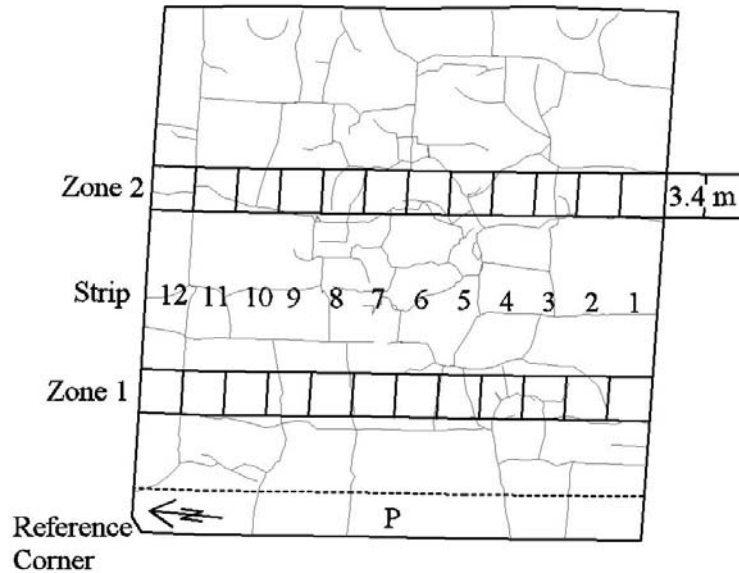 Zone 2
3.4 m
Strip 12 11 10 9 8 7 6 5 4 3 2 1
Zone 1
N
P
Reference
Corner